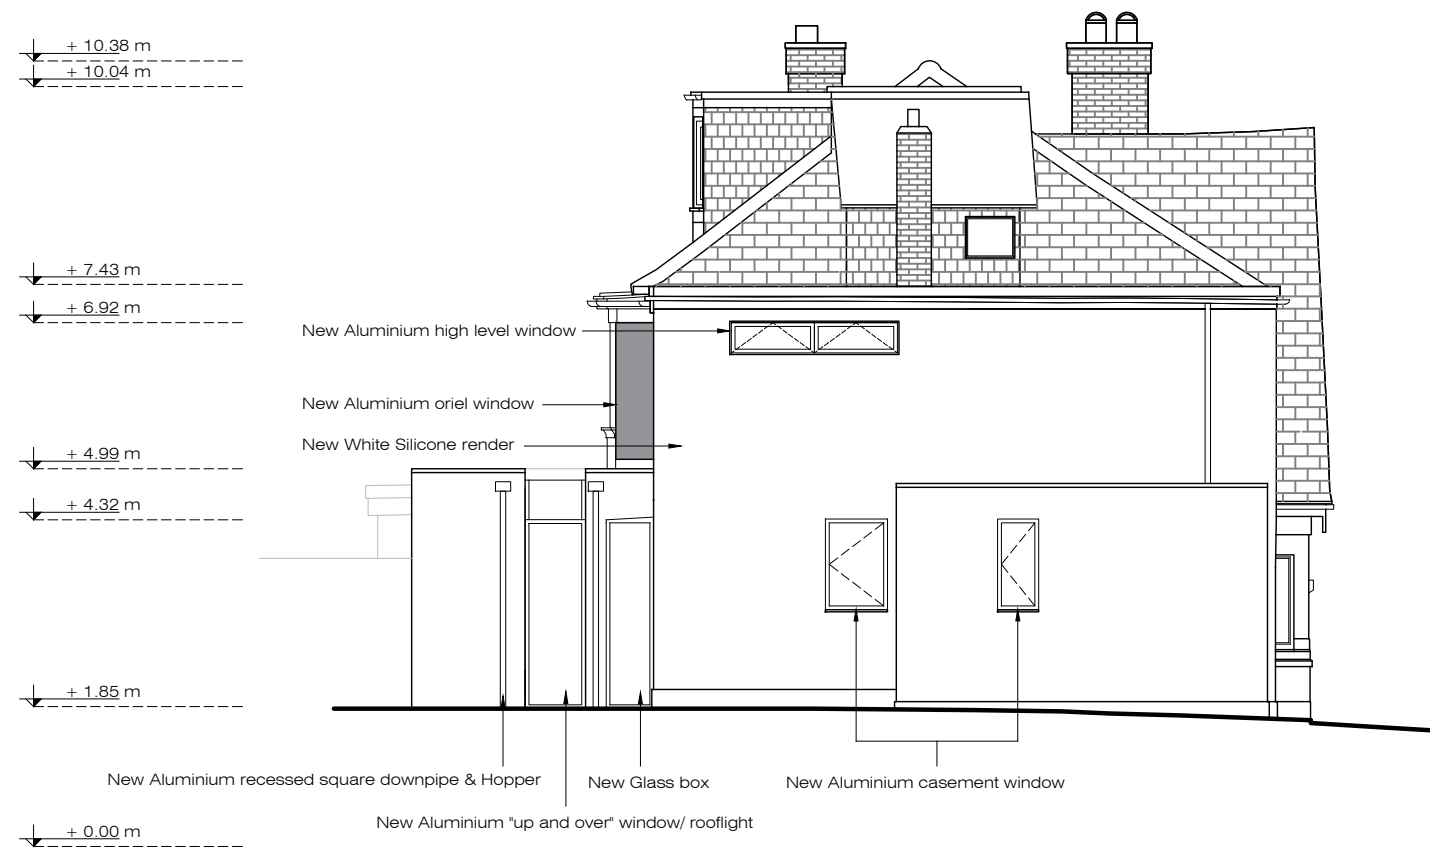 + 10.38 m
+ 10.04 m
+ 7.43 m
+ 6.92 m
New Aluminium high level window
New Aluminium oriel window
New White Silicone render
+ 4.99 m
+ 4.32 m
+ 1.85 m
New Aluminium recessed square downpipe & Hopper
New Glass box
New Aluminium casement window
New Aluminium "up and over" window/ rooflight
+ 0.00 m